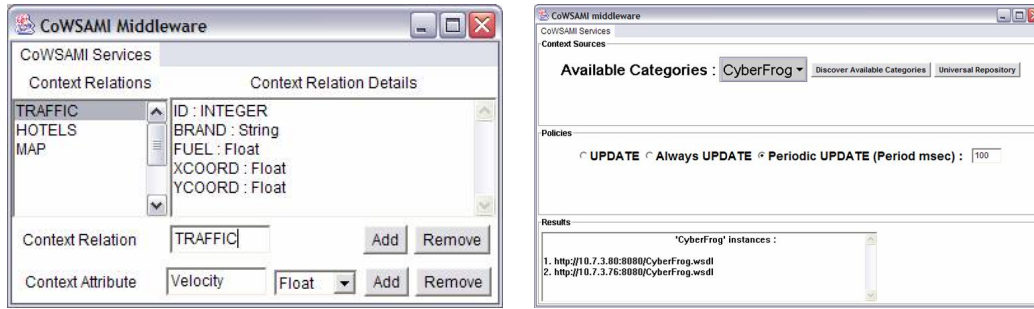 CoWSAMI Middleware
CoWSAMI Services
Context Relations Context Relation Details
TRAFFIC
HOTELS
MAP
ID : INTEGER
BRAND : String
FUEL : Float
XCOORD : Float
YCOORD : Float
Context Relation TRAFFIC Add Remove
Context Attribute Velocity Float Add Remove
CoWSAMI middleware
CoWSAMI Services
Context Sources
Available Categories : CyberFrog Discover Available Categories Universal Repository
Policies
UPDATE Always UPDATE Periodic UPDATE (Period msec) : 100
Results
'CyberFrog' instances :
1. http://10.7.3.80:8080/CyberFrog.wsdl
2. http://10.7.3.76:8080/CyberFrog.wsdl